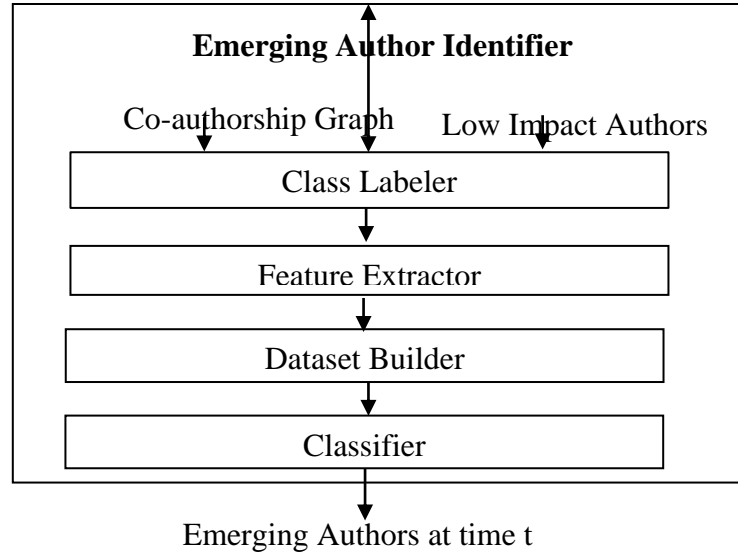 Emerging Author Identifier
Co-authorship Graph
Low Impact Authors
Class Labeler
Feature Extractor
Dataset Builder
Classifier
Emerging Authors at time t